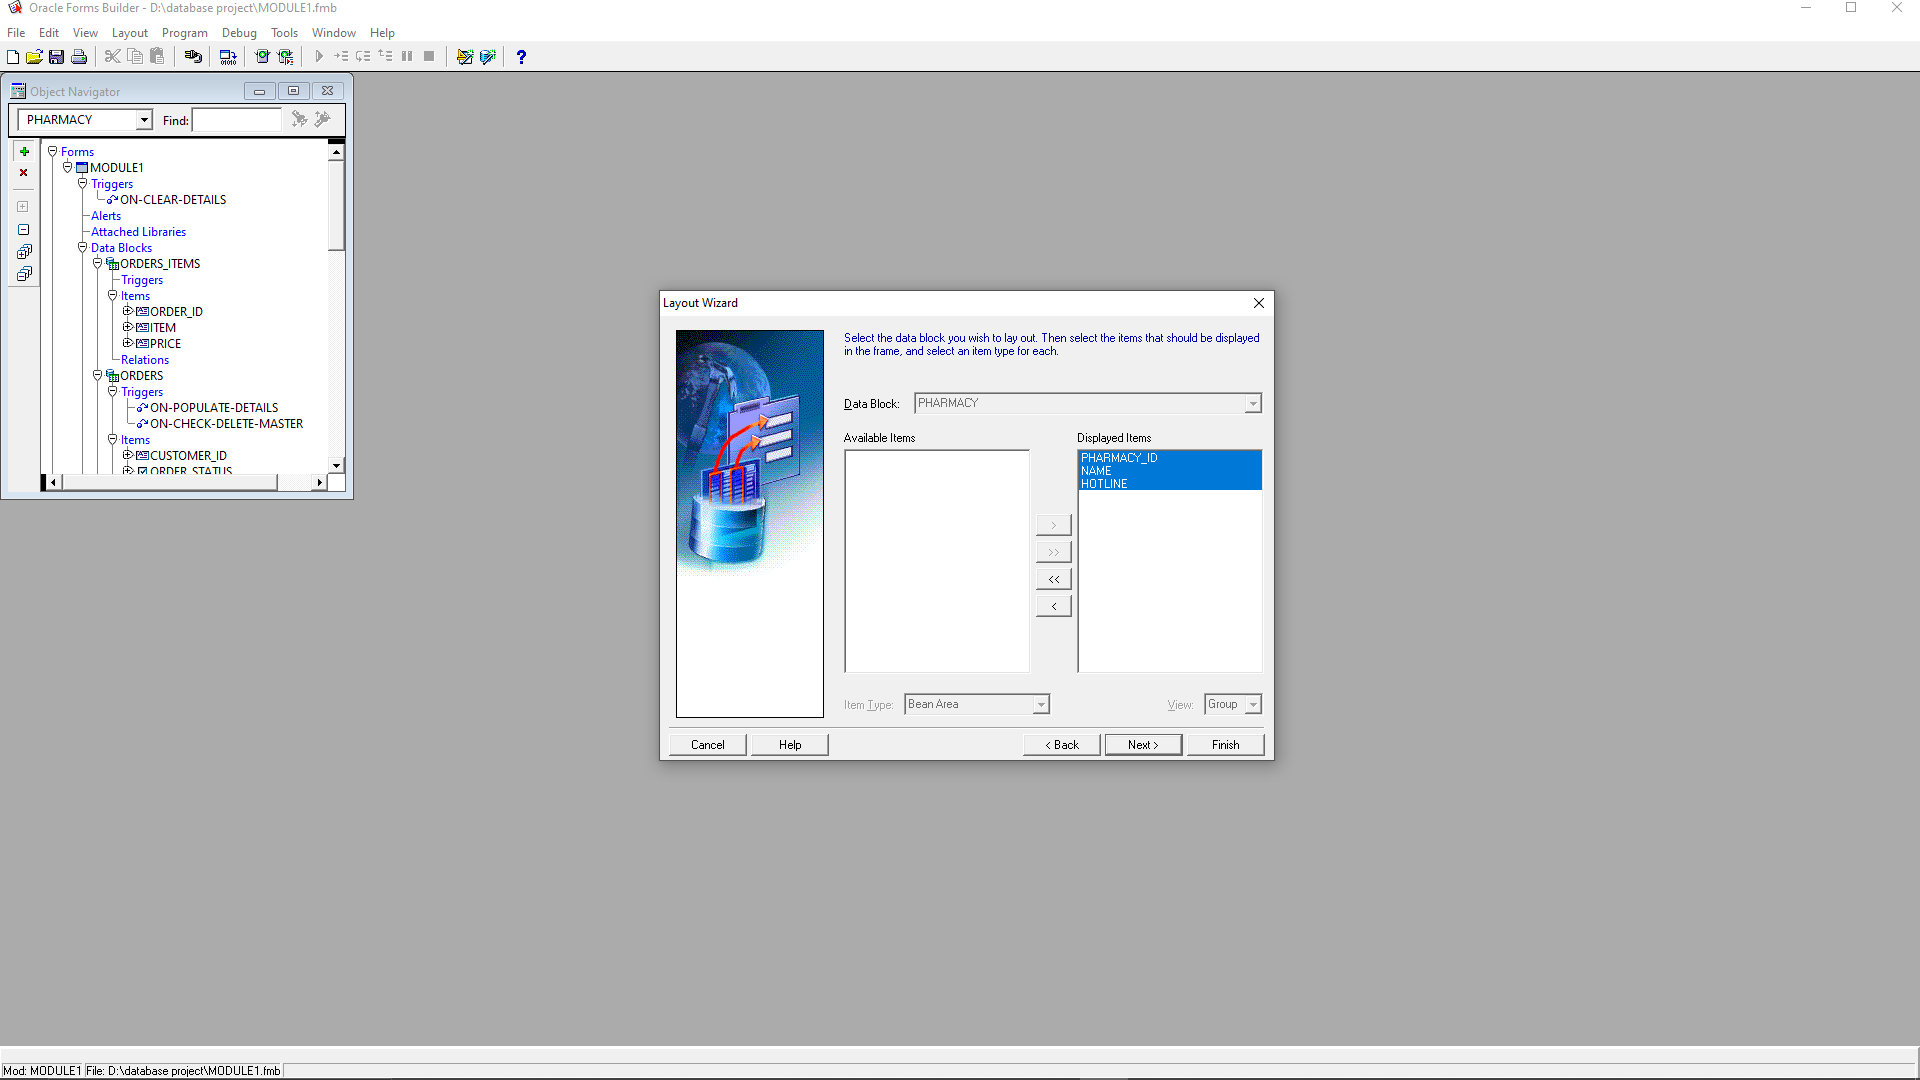 Oracle Forms Builder - D:\database project\MODULE1.fmb
File Edit View Layout Program Debug Tools Window Help
Object Navigator
PHARMACY Find:
Forms
MODULE1
Triggers
ON-CLEAR-DETAILS
Alerts
Attached Libraries
Data Blocks
ORDERS_ITEMS
Triggers
Items
ORDER_ID
ITEM
PRICE
Relations
ORDERS
Triggers
ON-POPULATE-DETAILS
ON-CHECK-DELETE-MASTER
Items
CUSTOMER_ID
ORDER_STATUS
Layout Wizard
Select the data block you wish to lay out. Then select the items that should be displayed
in the frame, and select an item type for each.
Data Block: PHARMACY
Available Items Displayed Items
PHARMACY_ID
NAME
HOTLINE
>
>>
<<
<
Item Type: Bean Area View: Group
Cancel Help < Back Next > Finish
Mod: MODULE1 File: D:\database project\MODULE1.fmb